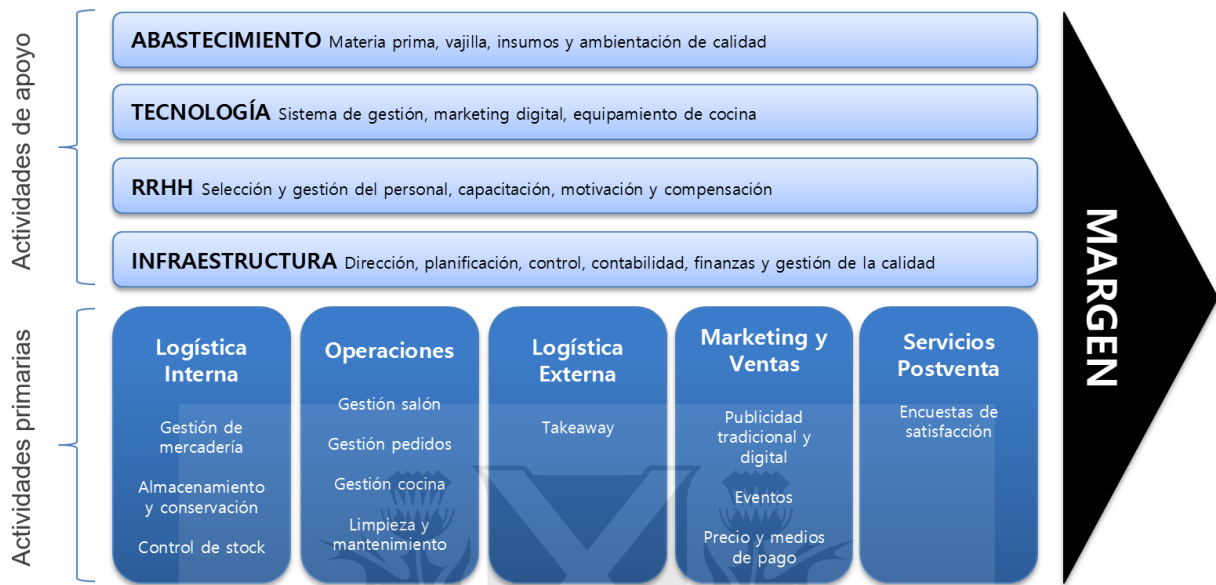 Actividades de apoyo
ABASTECIMIENTO Materia prima, vajilla, insumos y ambientación de calidad
TECNOLOGÍA Sistema de gestión, marketing digital, equipamiento de cocina
RRHH Selección y gestión del personal, capacitación, motivación y compensación
INFRAESTRUCTURA Dirección, planificación, control, contabilidad, finanzas y gestión de la calidad
Actividades primarias
Logística
Interna
Gestión de
mercadería
Almacenamiento
y conservación
Control de stock
Operaciones
Gestión salón
Gestión pedidos
Gestión cocina
Limpieza y
mantenimiento
Logística
Externa
Takeaway
Marketing y
Ventas
Publicidad
tradicional y
digital
Eventos
Precio y medios
de pago
Servicios
Postventa
Encuestas de
satisfacción
MARGEN